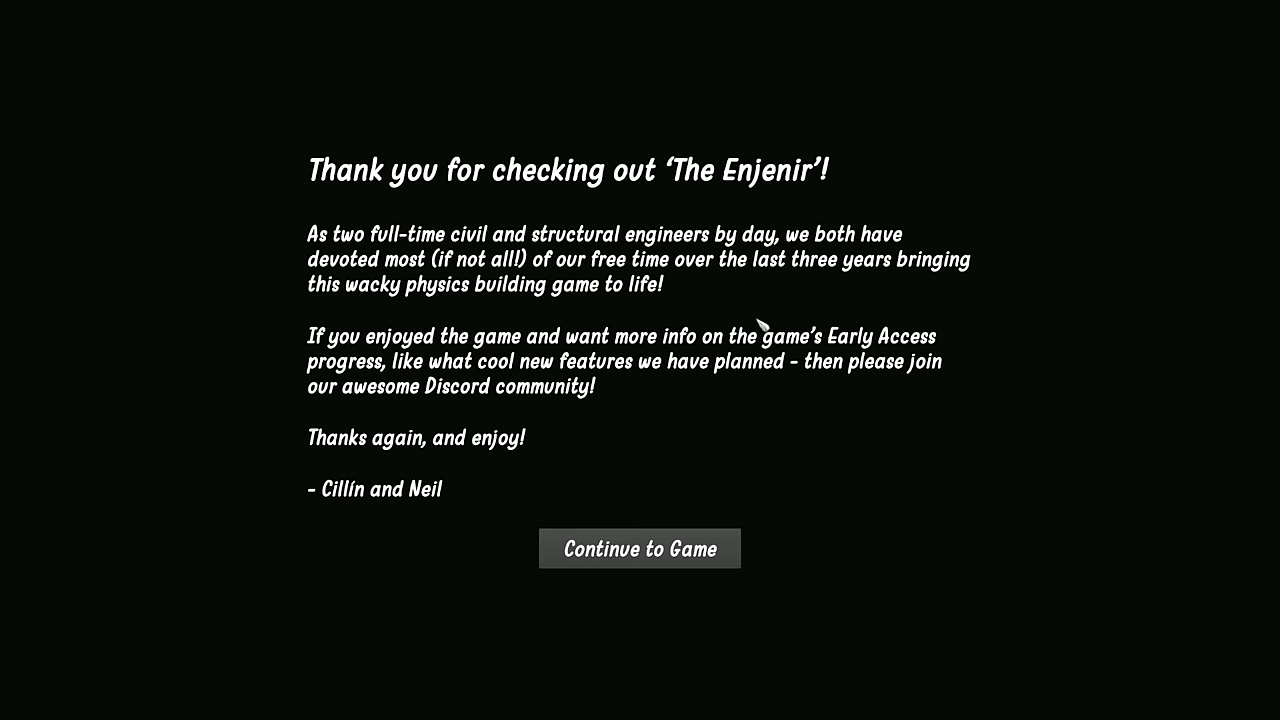 Thank you for checking out ‘The Enjenir’!
As two full-time civil and structural engineers by day, we both have
devoted most (if not all!) of our free time over the last three years bringing
this wacky physics building game to life!
If you enjoyed the game and want more info on the game’s Early Access
progress, like what cool new features we have planned - then please join
our awesome Discord community!
Thanks again, and enjoy!
- Cillín and Neil
Continue to Game